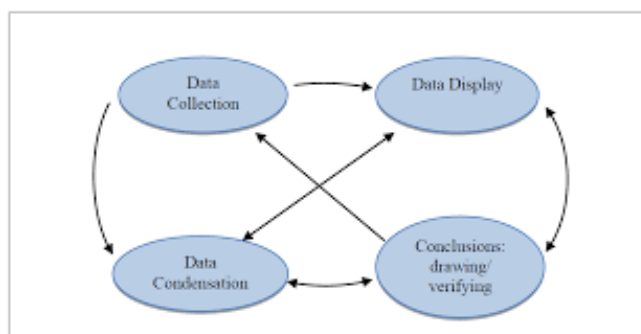 Data
Collection
Data Display
Data
Condensation
Conclusions:
drawing/
verifying